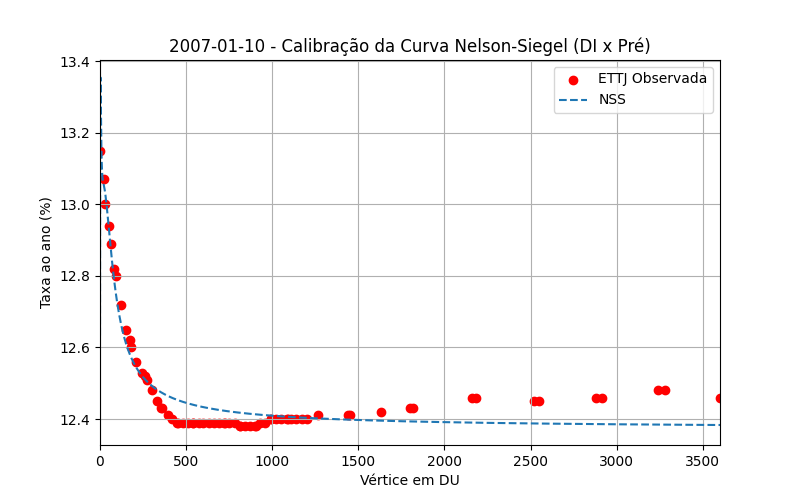 2007-01-10 - Calibração da Curva Nelson-Siegel (DI x Pré)
ETTJ Observada
NSS
Taxa ao ano (%)
13.4
13.2
13.0
12.8
12.6
12.4
0
500
1000
1500
2000
2500
3000
3500
Vértice em DU